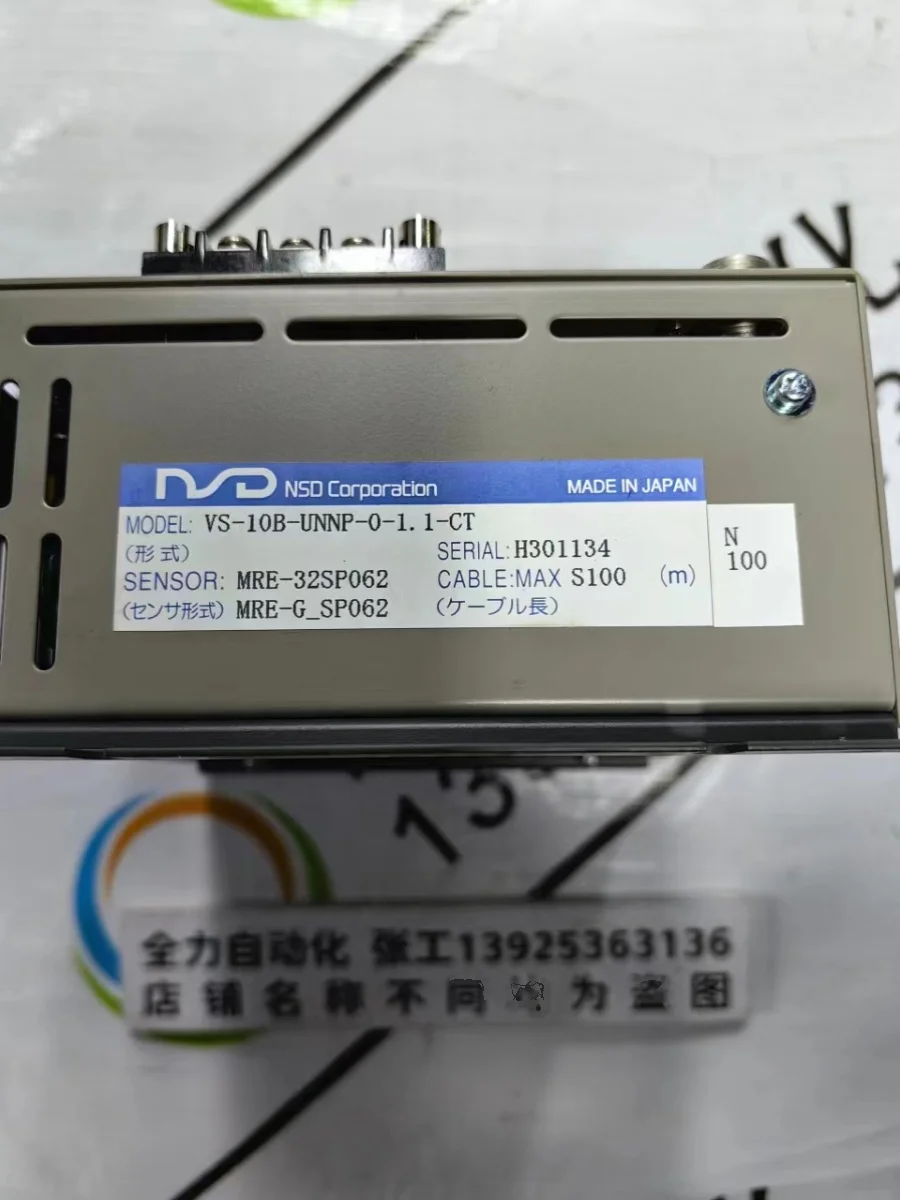 NSD NSD Corporation MADE IN JAPAN
MODEL: VS-10B-UNNP-0-1.1-CT
(形式) SERIAL:H301134
SENSOR: MRE-32SP062 CABLE:MAX S100 (m)
(センサ形式) MRE-G_SP062 (ケーブル長)
N
100
全力自动化 张工13925363136
店铺名称不同 为盗图